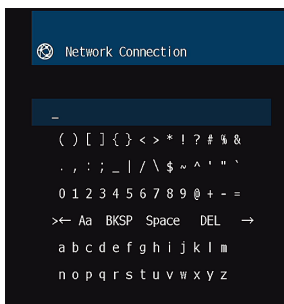 Network Connection
_
( ) [ ] { } < > * ! ? # % &
. , : ; _ | / \ $ ~ ^ ' " `
0 1 2 3 4 5 6 7 8 9 @ + - =
>← Aa BKSP Space DEL →
a b c d e f g h i j k l m
n o p q r s t u v w x y z